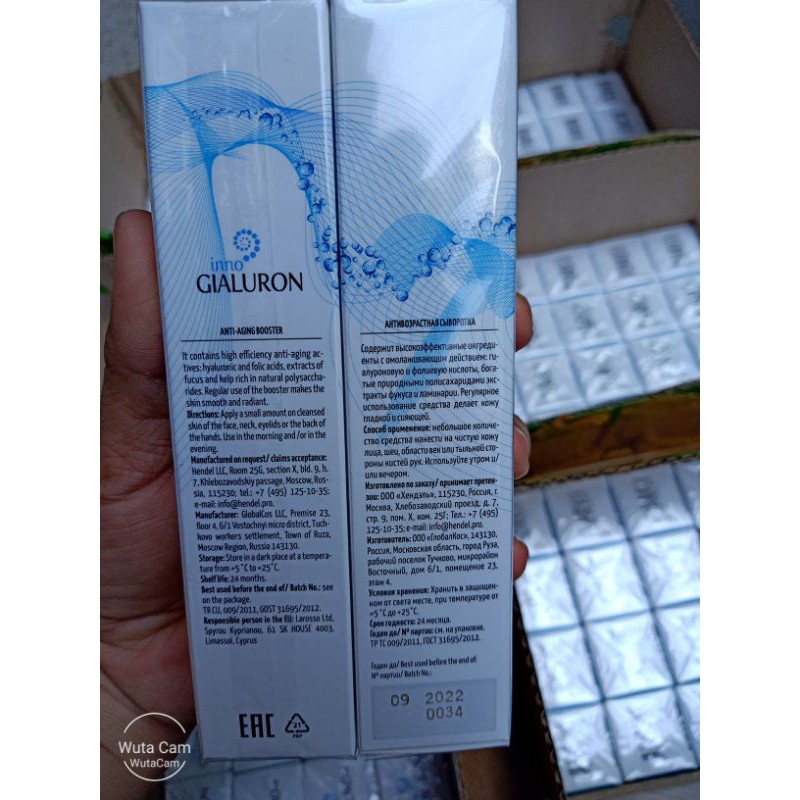 inno
GIALURON
ANTI-AGING BOOSTER
It contains high efficiency anti-aging ac-
tives: hyaluronic and folic acids, extracts of
fucus and kelp rich in natural polysaccha-
rides. Regular use of the booster makes the
skin smooth and radiant.
Directions: Apply a small amount on cleansed
skin of the face, neck, eyelids or the back of
the hands. Use in the morning and /or in the
evening.
Manufactured on request/ claims acceptance:
Hendel LLC, Room 25G, section X, bld. 9, h.
7, Khlebozavodskiy passage, Moscow, Rus-
sia, 115230; tel.: +7 (495) 125-10-35;
e-mail: info@hendel.pro.
Manufacturer: GlobalCos LLC, Premise 23,
floor 4, 6/1 Vostochnyi micro district, Tuch-
kovo workers settlement, Town of Ruza,
Moscow Region, Russia 143130.
Storage: Store in a dark place at a tempera-
ture from +5 °C to +25°C.
Shelf life: 24 months.
Best used before the end of/ Batch No.: see
on the package.
TR CU, 009/2011, GOST 31695/2012.
Responsible person in the EU: Larosso Ltd,
Spyrou Kyprianou, 61 SK HOUSE 4003,
Limassol, Cyprus
EAC
21
PAP
АНТИВОЗРАСТНАЯ СЫВОРОТКА
Содержит высокоэффективные ингреди-
енты с омолаживающим действием: ги-
алуроновую и фолиевую кислоты, бога-
тые природными полисахаридами экс-
тракты фукуса и ламинарии. Регулярное
использование средства делает кожу
гладкой и сияющей.
Способ применения: небольшое количе-
ство средства нанести на чистую кожу
лица, шеи, области век или тыльной сто-
роны кистей рук. Используйте утром и/
или вечером.
Изготовлено по заказу/ принимает претен-
зии: ООО «Хендэль», 115230, Россия, г.
Москва, Хлебозаводский проезд, д. 7,
стр. 9, пом. X, ком. 25Г; Тел.: +7 (495)
125-10-35; e-mail: info@hendel.pro.
Изготовитель: ООО «ГлобалКос», 143130,
Россия, Московская область, город Руза,
рабочий поселок Тучково, микрорайон
Восточный, дом 6/1, помещение 23,
этаж 4.
Условия хранения: Хранить в защищен-
ном от света месте, при температуре от
+5 °C до +25°C.
Срок годности: 24 месяца.
Годен до/ № партии: см. на упаковке.
ТР ТС 009/2011, ГОСТ 31695/2012.
Годен до/ Best used before the end of:
№ партии/ Batch No.:
09 2022
0034
Wuta Cam
WutaCam